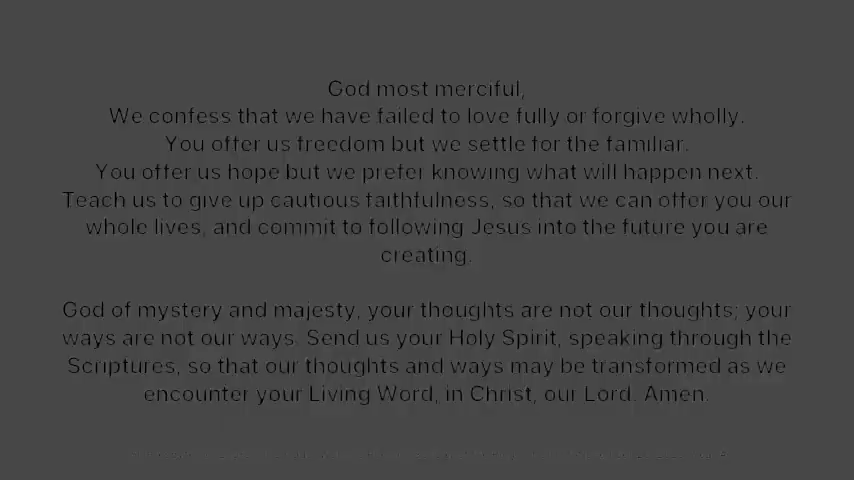 God most merciful,
We confess that we have failed to love fully or forgive wholly.
You offer us freedom but we settle for the familiar.
You offer us hope but we prefer knowing what will happen next.
Teach us to give up cautious faithfulness, so that we can offer you our
whole lives, and commit to following Jesus into the future you are
creating.
God of mystery and majesty, your thoughts are not our thoughts; your
ways are not our ways. Send us your Holy Spirit, speaking through the
Scriptures, so that our thoughts and ways may be transformed as we
encounter your Living Word, in Christ, our Lord. Amen.